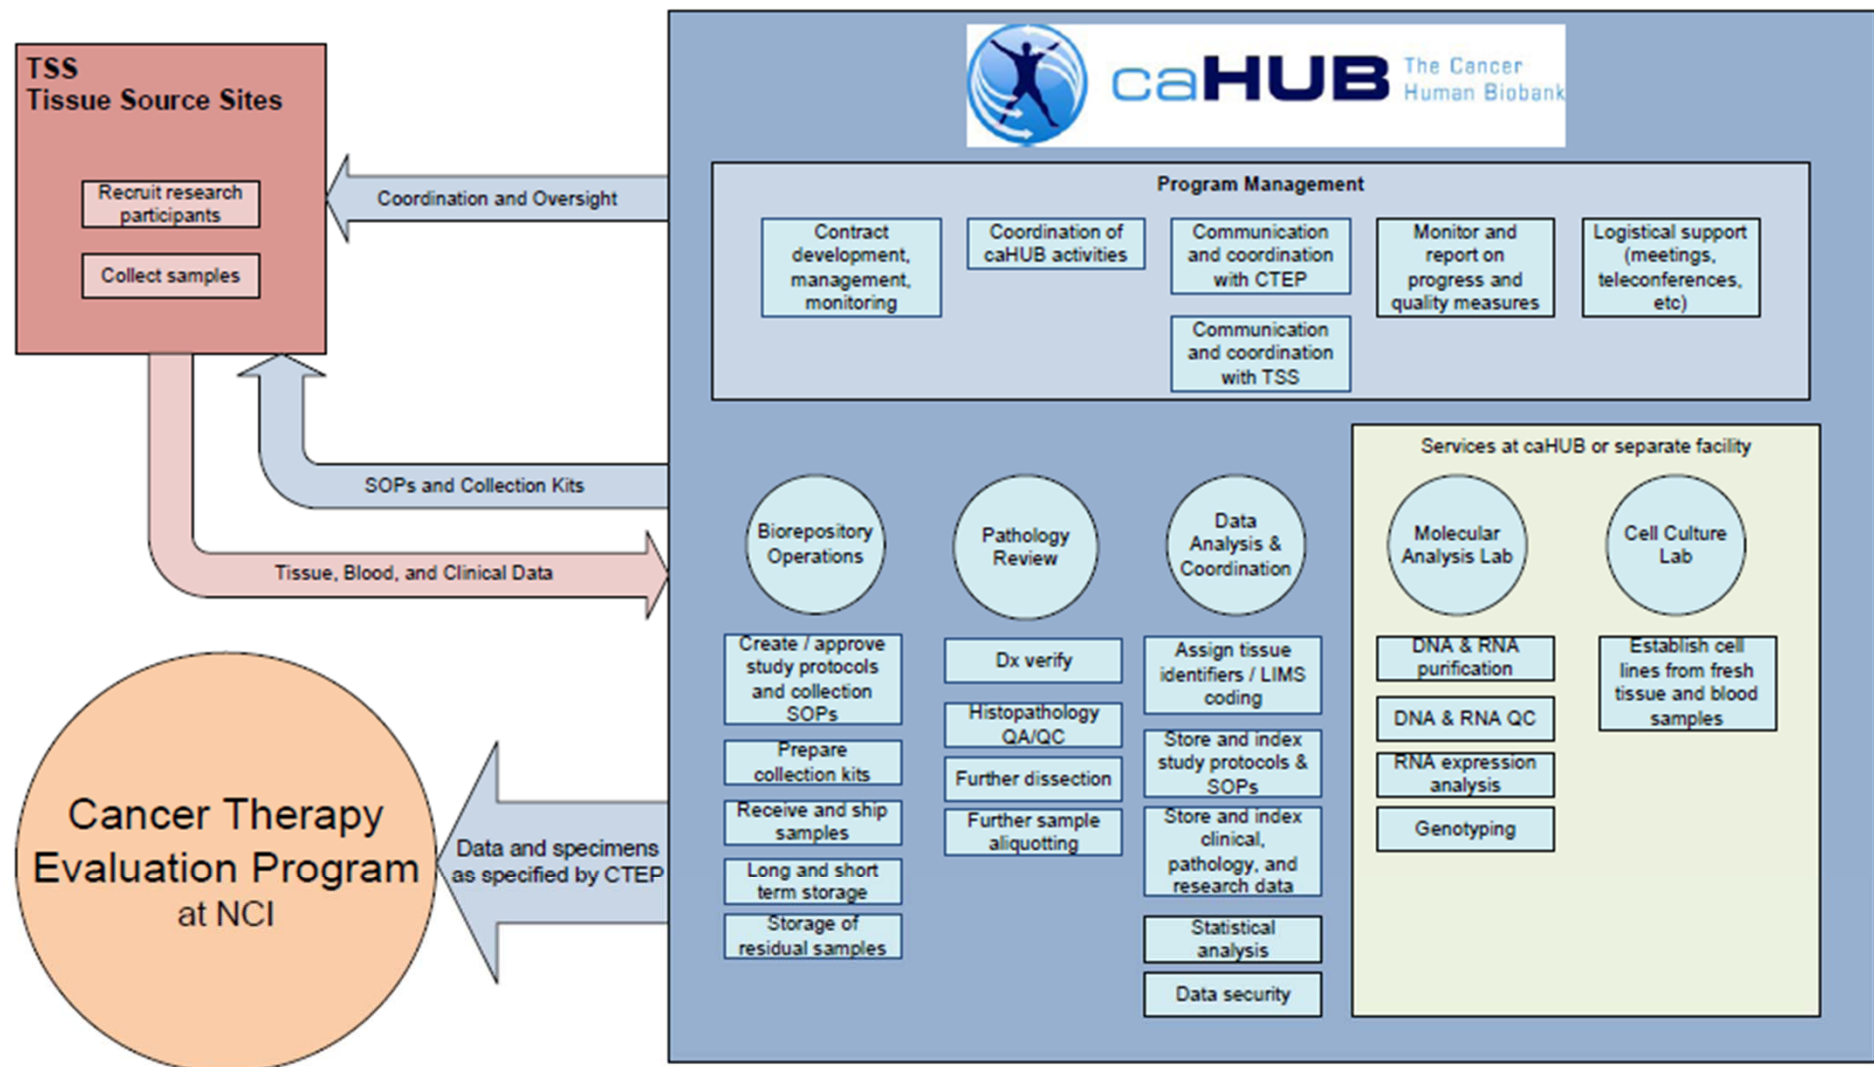 TSS
Tissue Source Sites
Recruit research
participants
Collect samples
Coordination and Oversight
SOPs and Collection Kits
Tissue, Blood, and Clinical Data
Cancer Therapy
Evaluation Program
at NCI
Data and specimens
as specified by CTEP
caHUB
The Cancer
Human Biobank
Program Management
Contract
development,
management,
monitoring
Coordination of
caHUB activities
Communication
and coordination
with CTEP
Communication
and coordination
with TSS
Monitor and
report on
progress and
quality measures
Logistical support
(meetings,
teleconferences,
etc)
Biorepository
Operations
Create / approve
study protocols
and collection
SOPs
Prepare
collection kits
Receive and ship
samples
Long and short
term storage
Storage of
residual samples
Pathology
Review
Dx verify
Histopathology
QA/QC
Further dissection
Further sample
aliquotting
Data
Analysis &
Coordination
Assign tissue
identifiers / LIMS
coding
Store and index
study protocols &
SOPs
Store and index
clinical,
pathology, and
research data
Statistical
analysis
Data security
Services at caHUB or separate facility
Molecular
Analysis Lab
DNA & RNA
purification
DNA & RNA QC
RNA expression
analysis
Genotyping
Cell Culture
Lab
Establish cell
lines from fresh
tissue and blood
samples